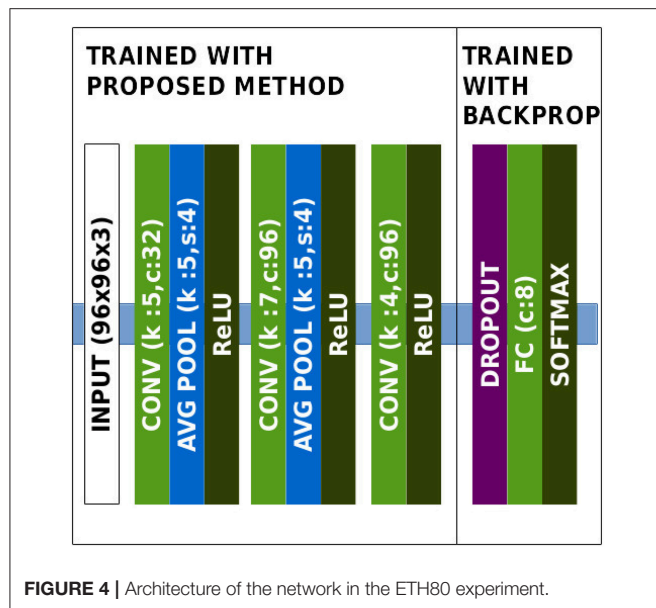 TRAINED WITH
PROPOSED METHOD
TRAINED
WITH
BACKPROP
INPUT (96x96x3)
CONV (k :5,c:32)
AVG POOL (k :5,s:4)
ReLU
CONV (k :7,c:96)
AVG POOL (k :5,s:4)
ReLU
CONV (k :4,c:96)
ReLU
DROPOUT
FC (c:8)
SOFTMAX
FIGURE 4 | Architecture of the network in the ETH80 experiment.